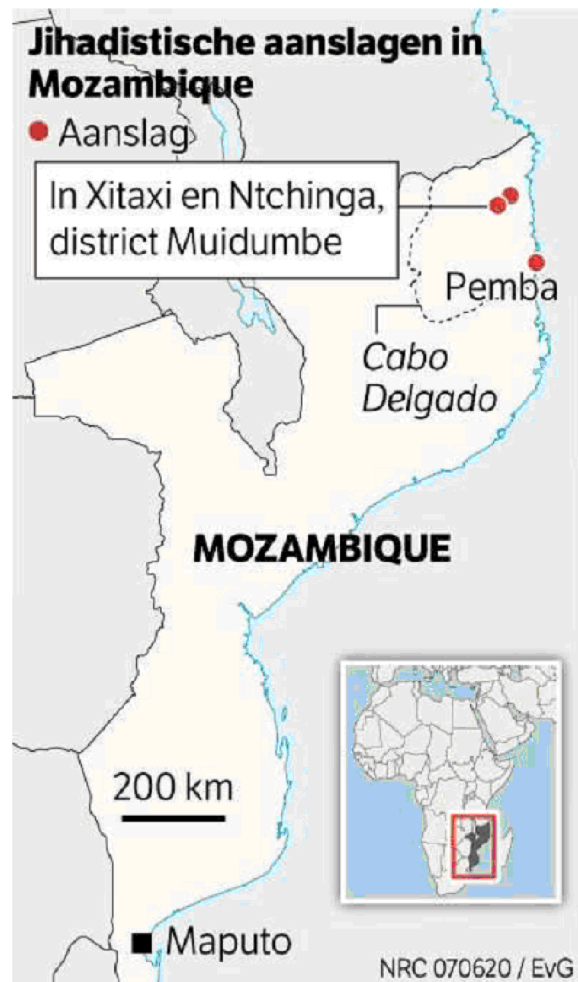 Jihadistische aanslagen in
Mozambique
Aanslag
In Xitaxi en Ntchinga,
district Muidumbe
Pemba
Cabo
Delgado
MOZAMBIQUE
200 km
Maputo
NRC 070620 / EvG